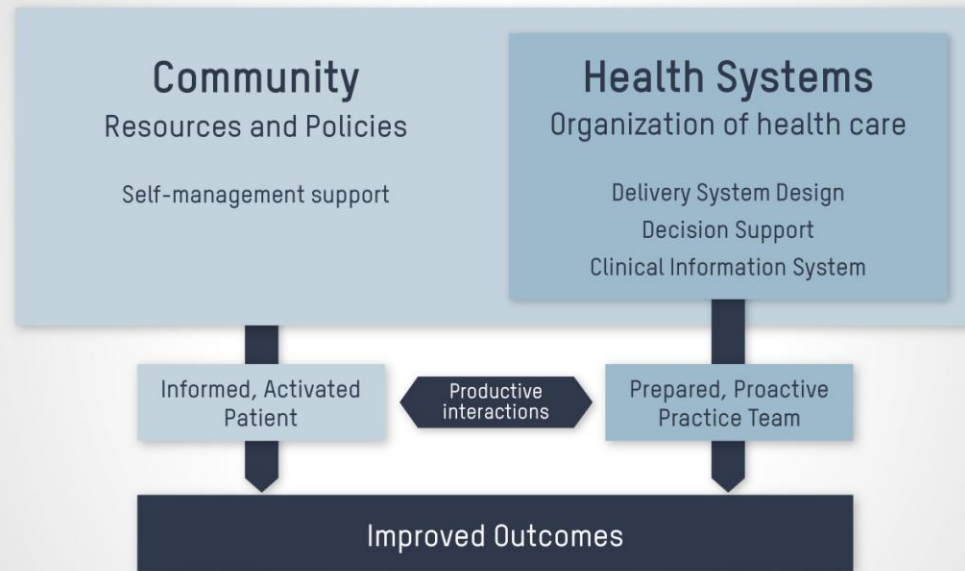 Community
Resources and Policies
Self-management support
Health Systems
Organization of health care
Delivery System Design
Decision Support
Clinical Information System
Informed, Activated
Patient
Productive
interactions
Prepared, Proactive
Practice Team
Improved Outcomes